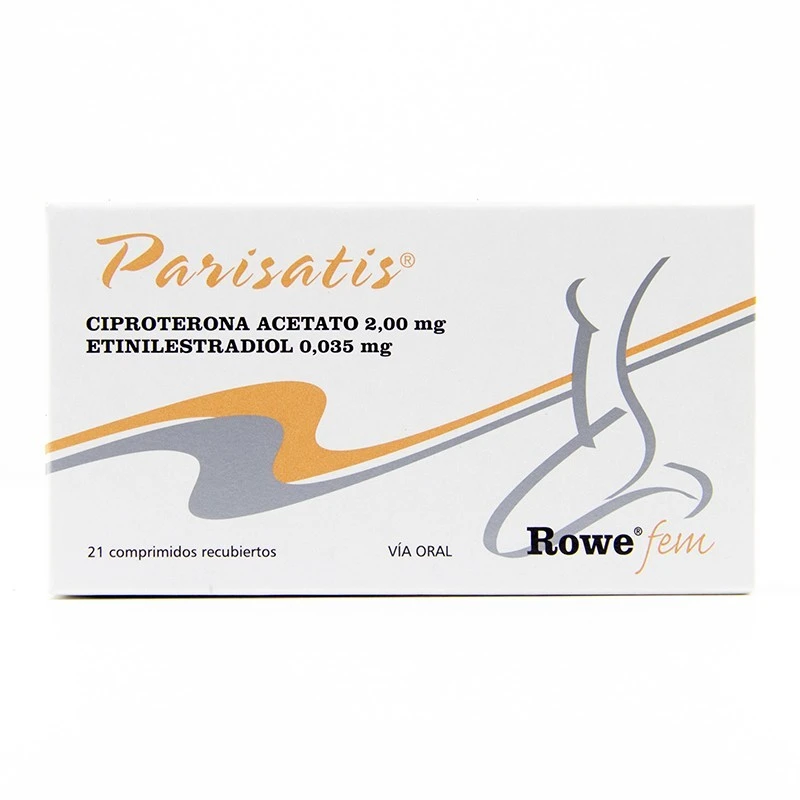 Parisatis®
CIPROTERONA ACETATO 2,00 mg
ETINILESTRADIOL 0,035 mg
21 comprimidos recubiertos
VÍA ORAL
Rowe® fem